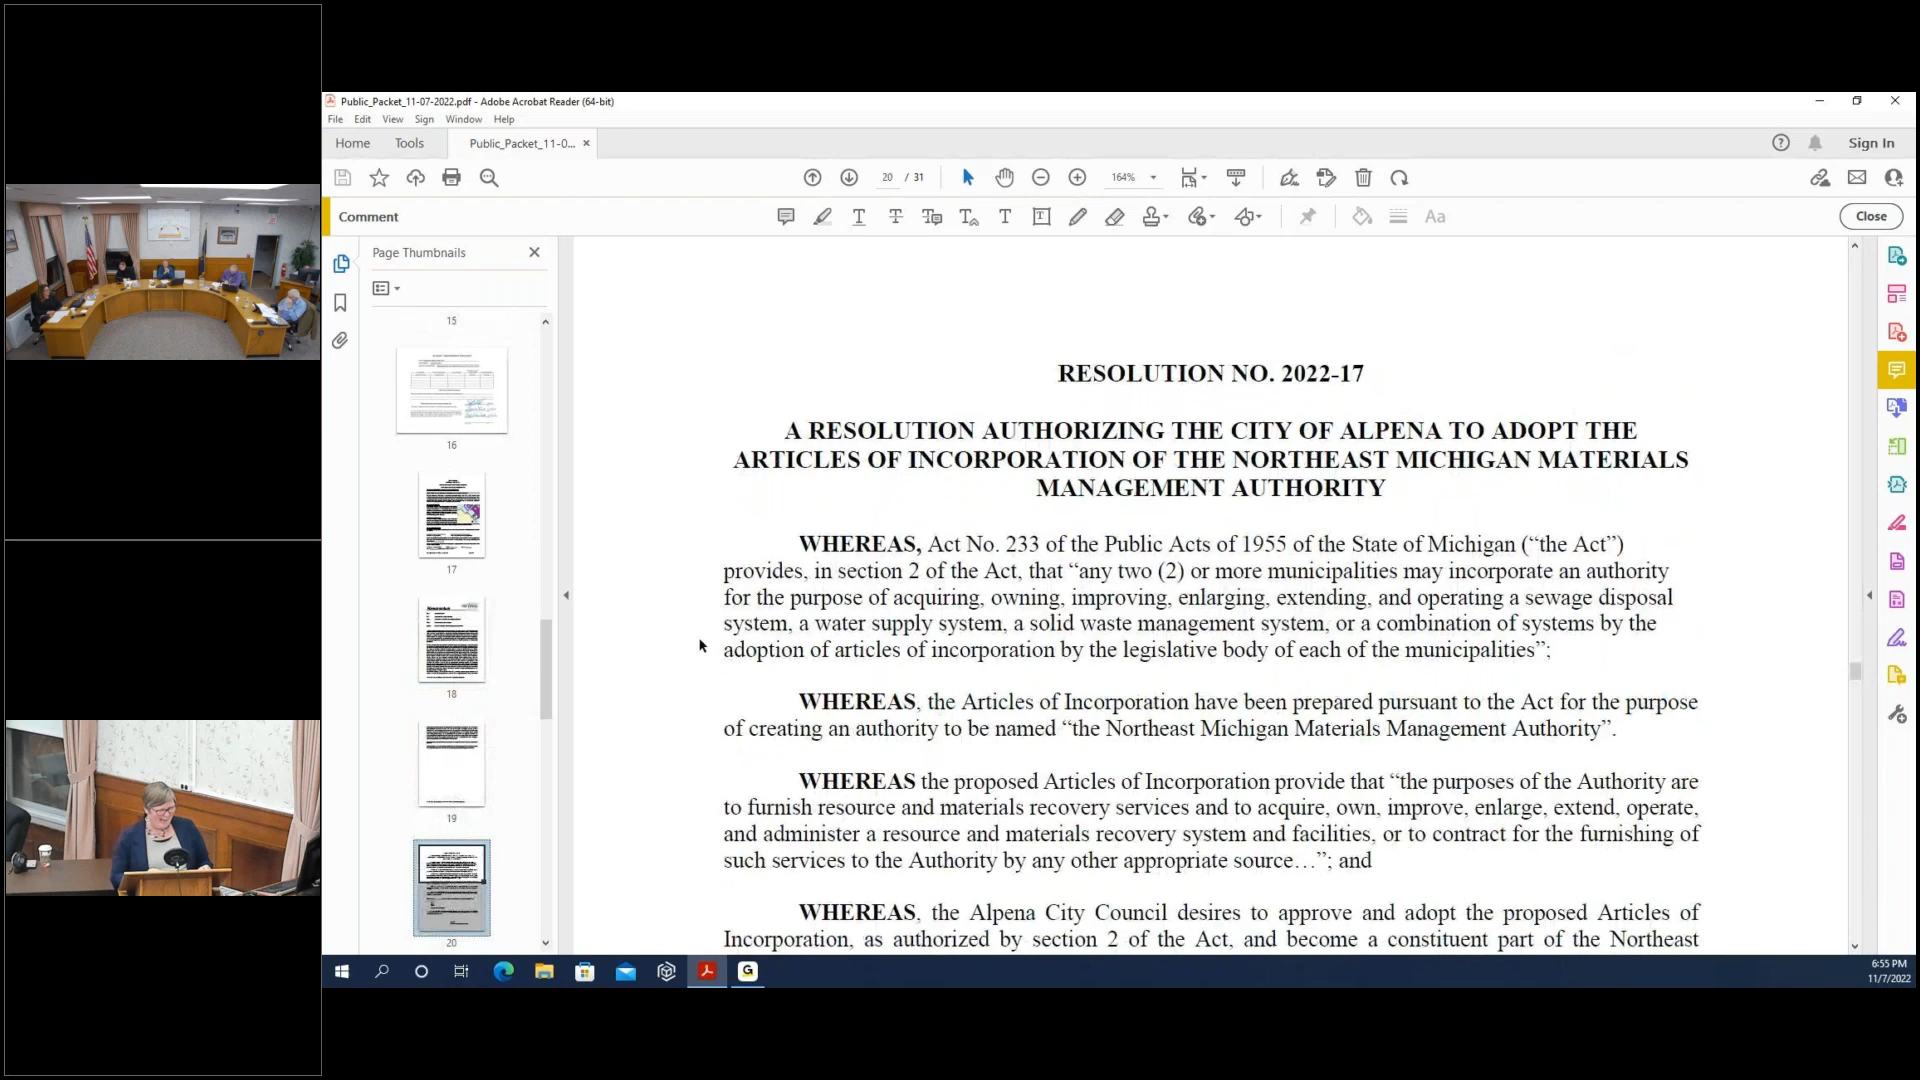 Public_Packet_11-07-2022.pdf - Adobe Acrobat Reader (64-bit)
File Edit View Sign Window Help
Home Tools Public_Packet_11-0... Sign In
20 / 31 164%
Comment Close
Page Thumbnails
15
16
17
18
19
20
RESOLUTION NO. 2022-17
A RESOLUTION AUTHORIZING THE CITY OF ALPENA TO ADOPT THE
ARTICLES OF INCORPORATION OF THE NORTHEAST MICHIGAN MATERIALS
MANAGEMENT AUTHORITY
WHEREAS, Act No. 233 of the Public Acts of 1955 of the State of Michigan (“the Act”)
provides, in section 2 of the Act, that “any two (2) or more municipalities may incorporate an authority
for the purpose of acquiring, owning, improving, enlarging, extending, and operating a sewage disposal
system, a water supply system, a solid waste management system, or a combination of systems by the
adoption of articles of incorporation by the legislative body of each of the municipalities”;
WHEREAS, the Articles of Incorporation have been prepared pursuant to the Act for the purpose
of creating an authority to be named “the Northeast Michigan Materials Management Authority”.
WHEREAS the proposed Articles of Incorporation provide that “the purposes of the Authority are
to furnish resource and materials recovery services and to acquire, own, improve, enlarge, extend, operate,
and administer a resource and materials recovery system and facilities, or to contract for the furnishing of
such services to the Authority by any other appropriate source…”; and
WHEREAS, the Alpena City Council desires to approve and adopt the proposed Articles of
Incorporation, as authorized by section 2 of the Act, and become a constituent part of the Northeast
6:55 PM
11/7/2022